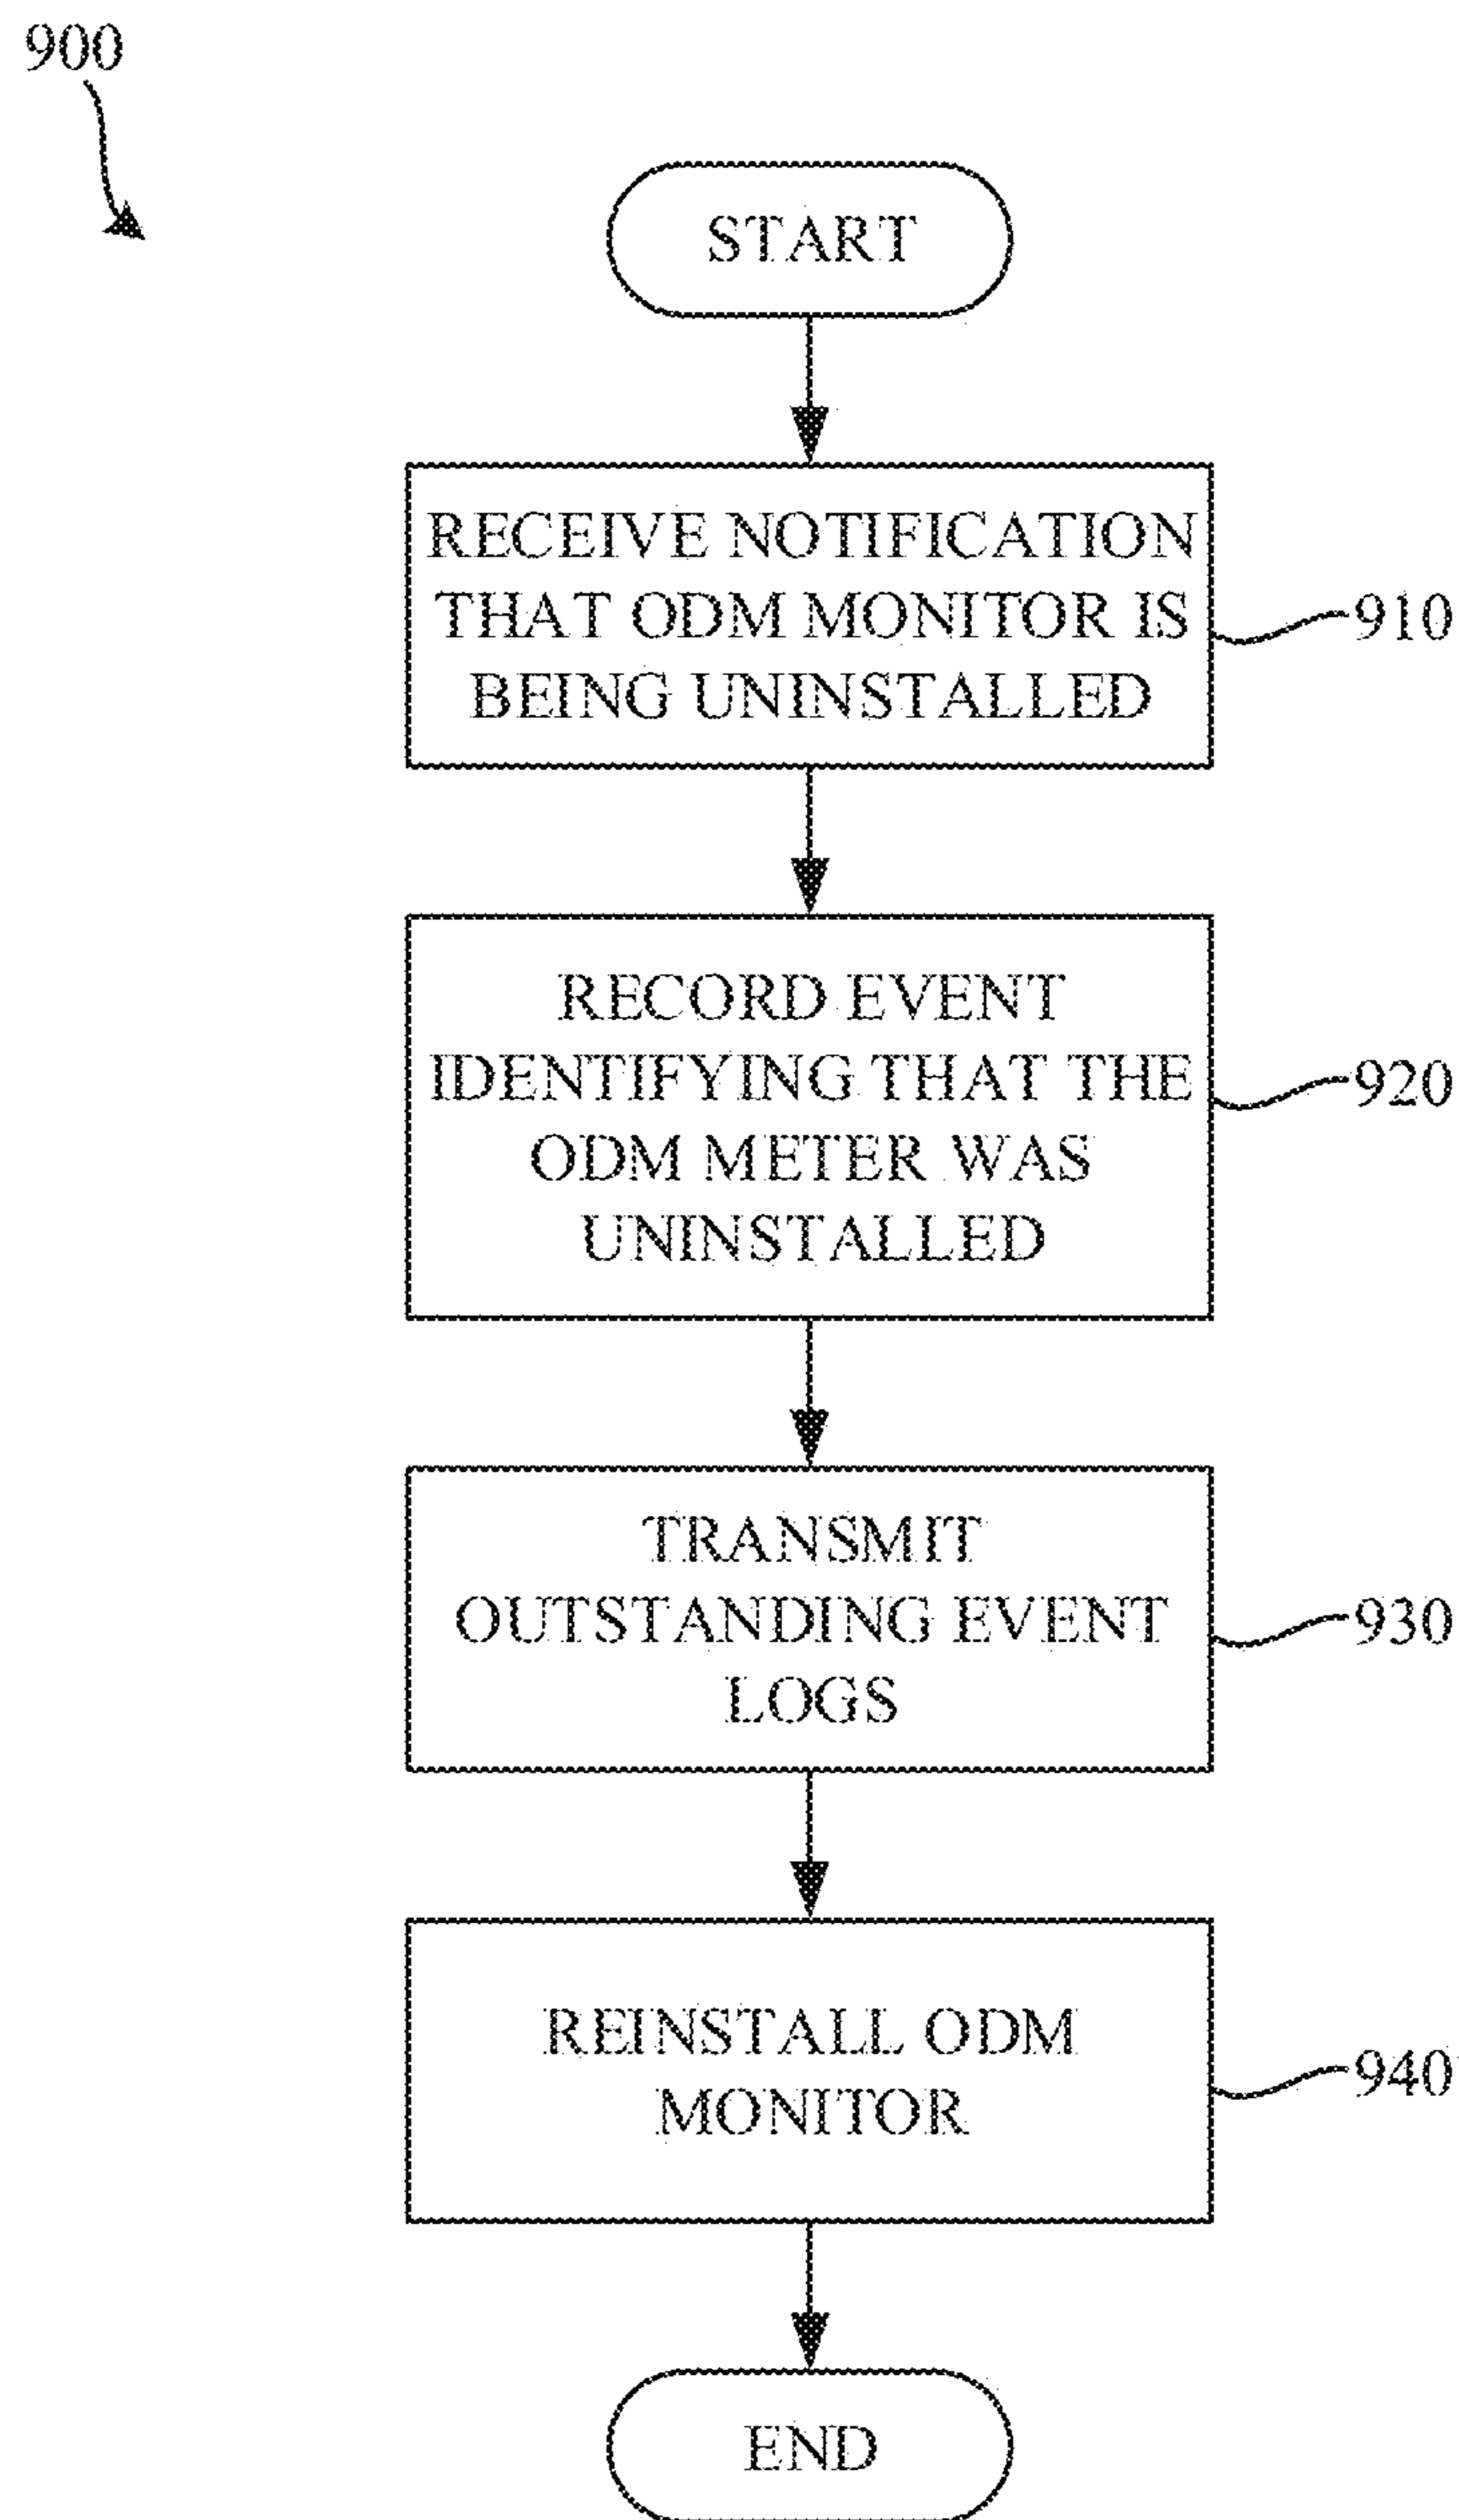 900
START
RECEIVE NOTIFICATION
THAT ODM MONITOR IS
BEING UNINSTALLED
910
RECORD EVENT
IDENTIFYING THAT THE
ODM METER WAS
UNINSTALLED
920
TRANSMIT
OUTSTANDING EVENT
LOGS
930
REINSTALL ODM
MONITOR
940
END